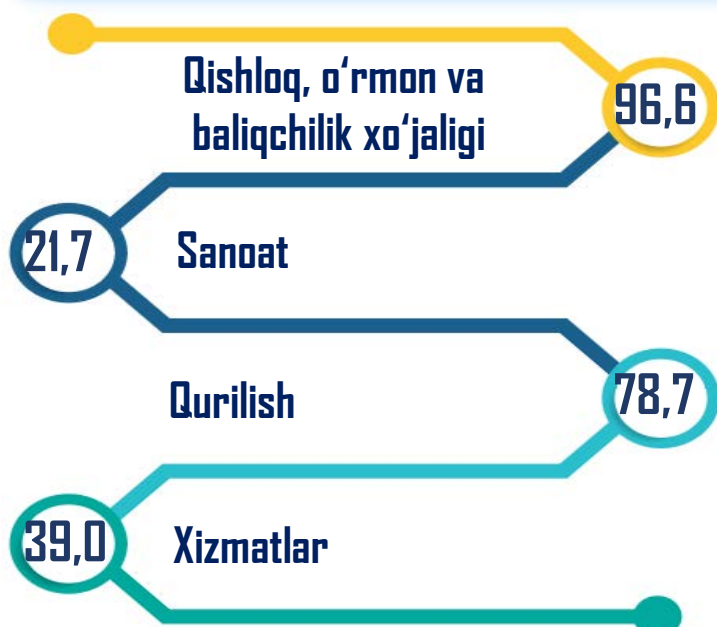 Qishloq, oʻrmon va
baliqchilik xoʻjaligi
96,6
21,7
Sanoat
Qurilish
78,7
39,0
Xizmatlar